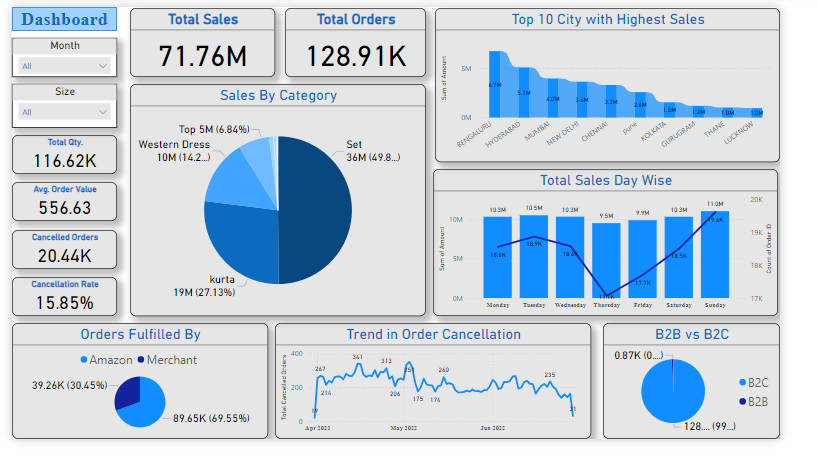 Dashboard
Month
All
Size
All
Total Qty.
116.62K
Avg. Order Value
556.63
Cancelled Orders
20.44K
Cancellation Rate
15.85%
Total Sales
71.76M
Total Orders
128.91K
Sales By Category
Top 5M (6.84%)
Western Dress
10M (14.2...)
Set
36M (49.8...)
kurta
19M (27.13%)
Top 10 City with Highest Sales
Sum of Amount
5M
0M
6.7M
5.1M
4.0M
3.6M
3.3M
2.6M
1.5M
1.2M
1.0M
1.0M
BENGALURU
HYDERABAD
MUMBAI
NEW DELHI
CHENNAI
pune
KOLKATA
GURUGRAM
THANE
LUCKNOW
Total Sales Day Wise
Sum of Amount
10M
5M
0M
10.3M
10.5M
10.3M
9.5M
9.9M
10.3M
11.0M
18.6K
18.9K
18.6K
17.7K
18.5K
19.6K
Monday
Tuesday
Wednesday
Thursday
Friday
Saturday
Sunday
20K
19K
18K
17K
Count of Order ID
Orders Fulfilled By
Amazon
Merchant
39.26K (30.45%)
89.65K (69.55%)
Trend in Order Cancellation
Total Cancelled Orders
400
200
0
267
216
341
313
206
351
175
174
260
235
31
Apr 2022
May 2022
Jun 2022
B2B vs B2C
0.87K (0....)
128.... (99...)
B2C
B2B